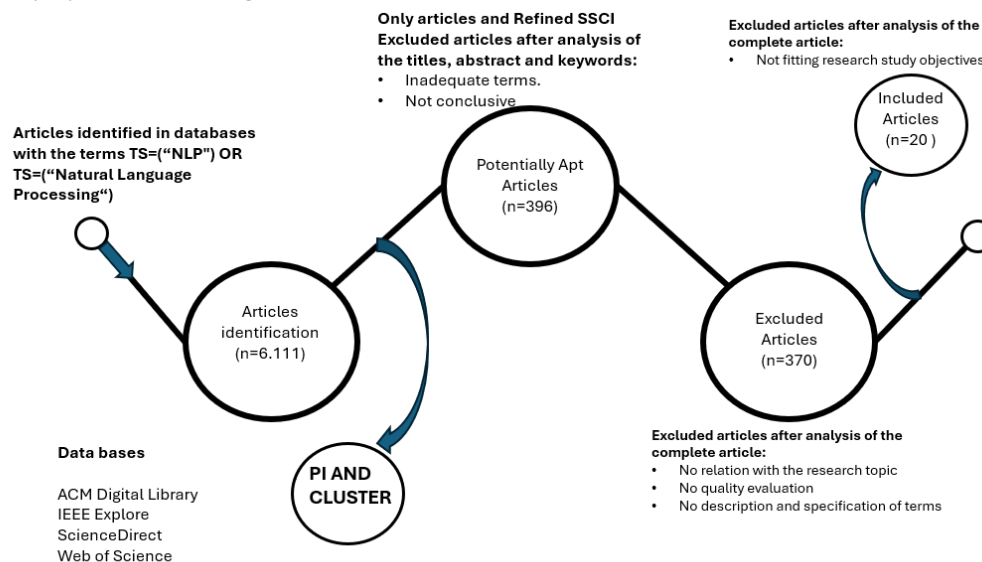 Only articles and Refined SSCI
Excluded articles after analysis of
the titles, abstract and keywords:
• Inadequate terms.
• Not conclusive
Excluded articles after analysis of the
complete article:
• Not fitting research study objectives
Included
Articles
(n=20 )
Articles identified in databases
with the terms TS=(“NLP") OR
TS=(“Natural Language
Processing“)
Potentially Apt
Articles
(n=396)
Articles
identification
(n=6.111)
Excluded
Articles
(n=370)
PI AND
CLUSTER
Data bases
ACM Digital Library
IEEE Explore
ScienceDirect
Web of Science
Excluded articles after analysis of the
complete article:
• No relation with the research topic
• No quality evaluation
• No description and specification of terms